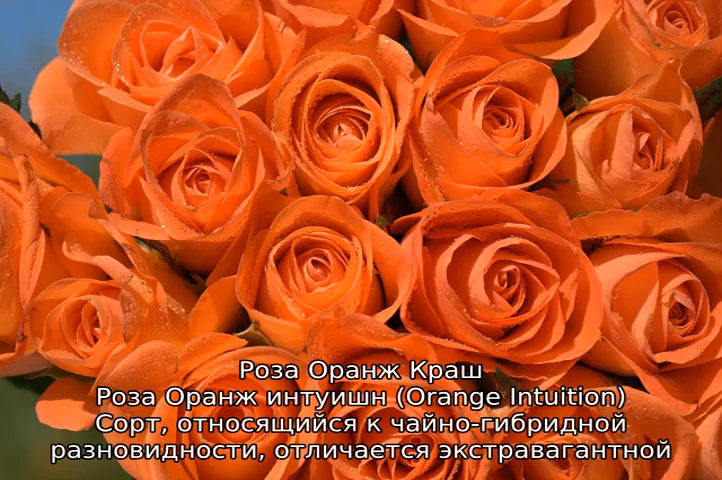 Роза Оранж Краш
Роза Оранж интуишн (Orange Intuition)
Сорт, относящийся к чайно-гибридной
разновидности, отличается экстравагантной